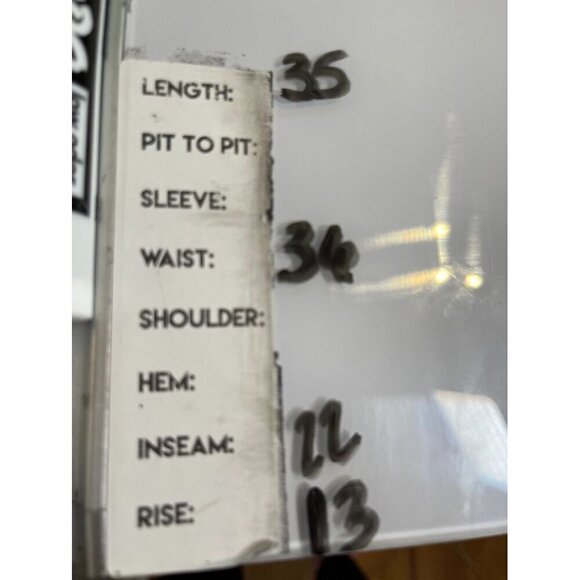 LENGTH: 35
PIT TO PIT:
SLEEVE:
WAIST: 36
SHOULDER:
HEM:
INSEAM: 22
RISE: 13